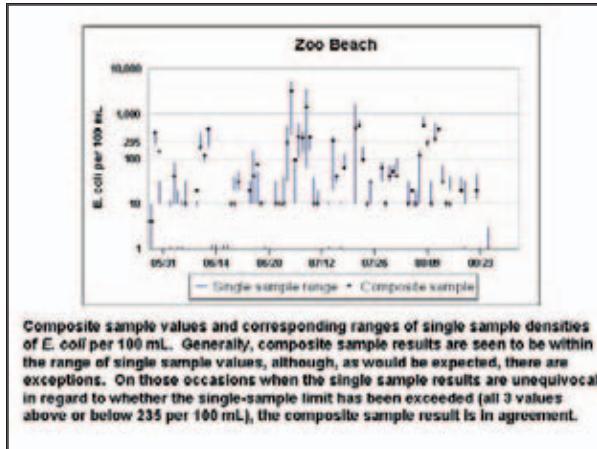 Zoo Beach
10,000
1,000
235
100
10
1
E. coli per 100 mL
05/31 06/14 06/28 07/12 07/26 08/09 08/23
Single sample range Composite sample
Composite sample values and corresponding ranges of single sample densities
of E. coli per 100 mL. Generally, composite sample results are seen to be within
the range of single sample values, although, as would be expected, there are
exceptions. On those occasions when the single sample results are unequivocal
in regard to whether the single-sample limit has been exceeded (all 3 values
above or below 235 per 100 mL), the composite sample result is in agreement.